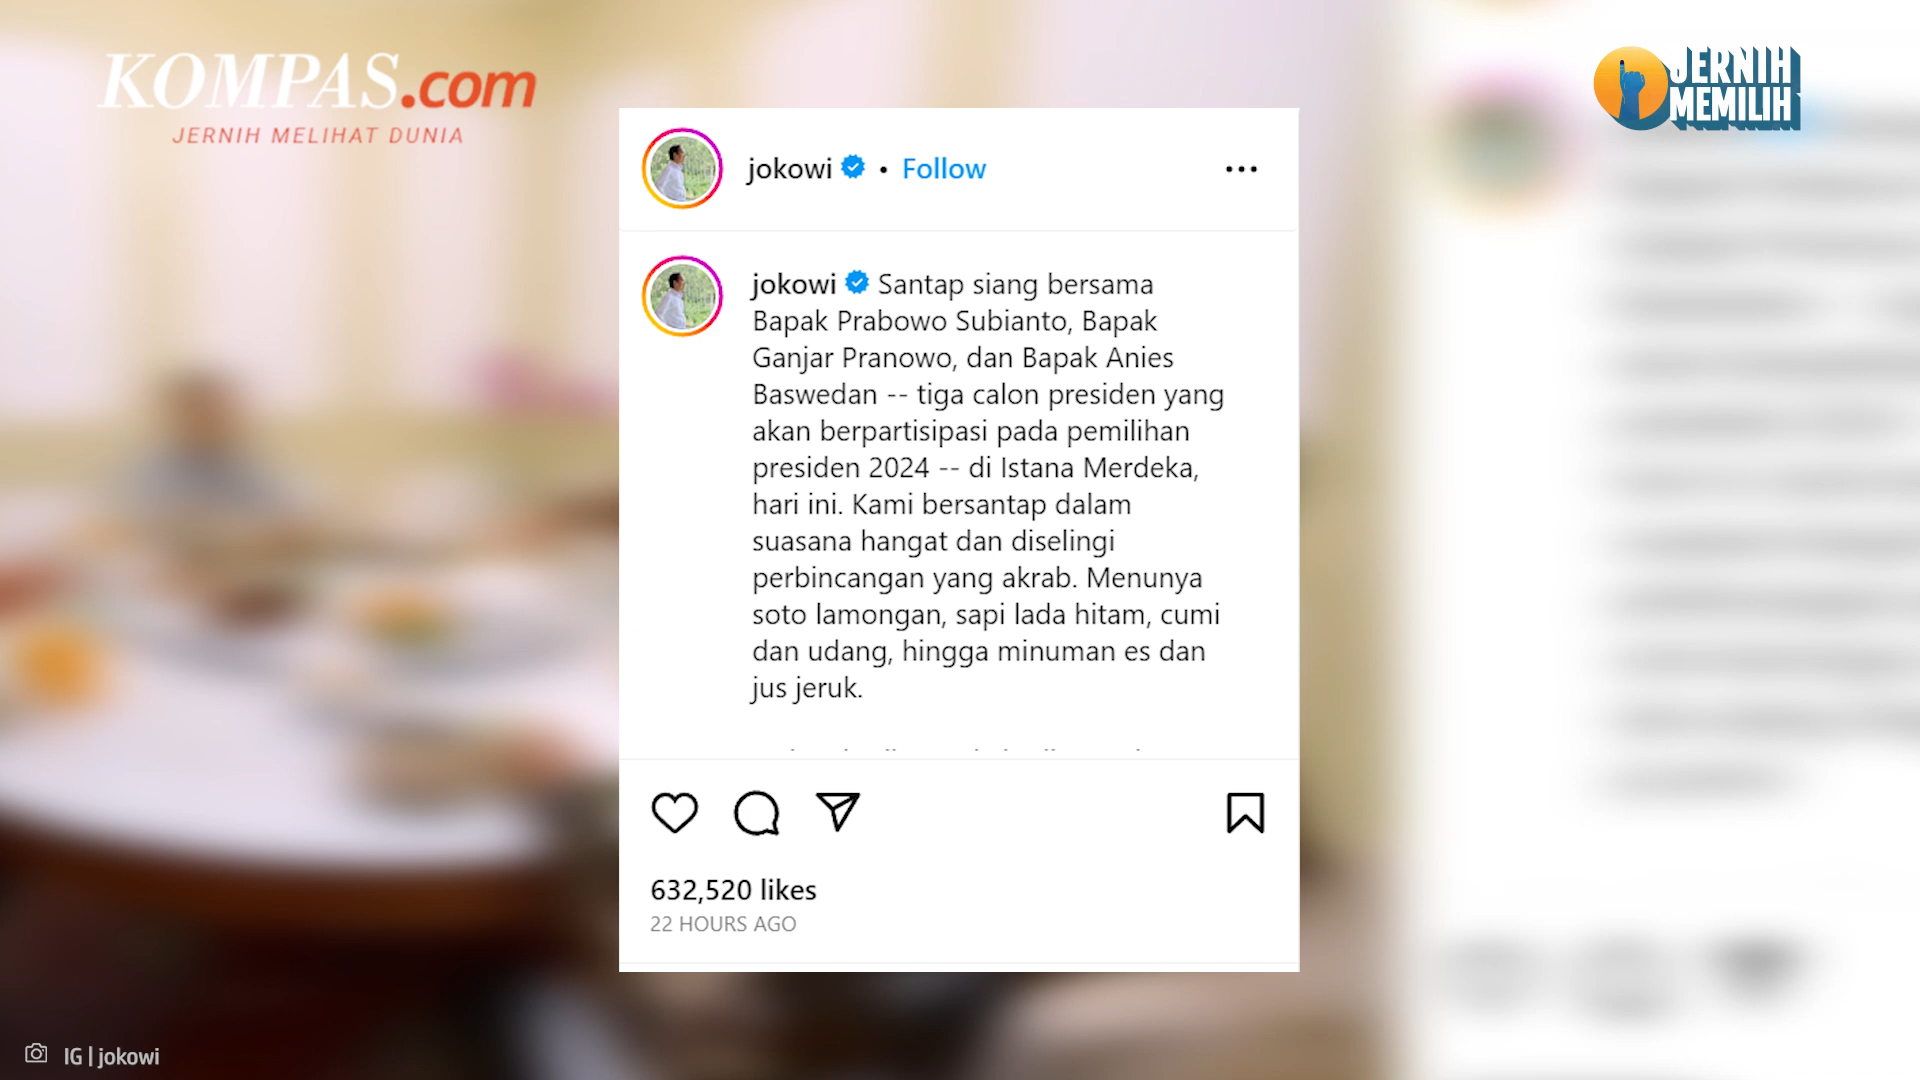 KOMPAS.com
JERNIH MELIHAT DUNIA
JERNIH
MEMILIH
jokowi • Follow
jokowi Santap siang bersama
Bapak Prabowo Subianto, Bapak
Ganjar Pranowo, dan Bapak Anies
Baswedan -- tiga calon presiden yang
akan berpartisipasi pada pemilihan
presiden 2024 -- di Istana Merdeka,
hari ini. Kami bersantap dalam
suasana hangat dan diselingi
perbincangan yang akrab. Menunya
soto lamongan, sapi lada hitam, cumi
dan udang, hingga minuman es dan
jus jeruk.
632,520 likes
22 HOURS AGO
IG | jokowi